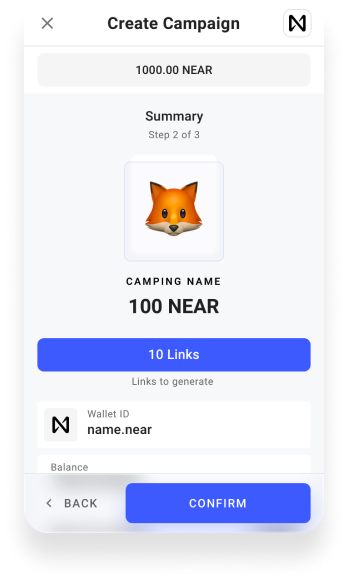 Create Campaign
1000.00 NEAR
Summary
Step 2 of 3
CAMPING NAME
100 NEAR
10 Links
Links to generate
Wallet ID
name.near
Balance
BACK
CONFIRM